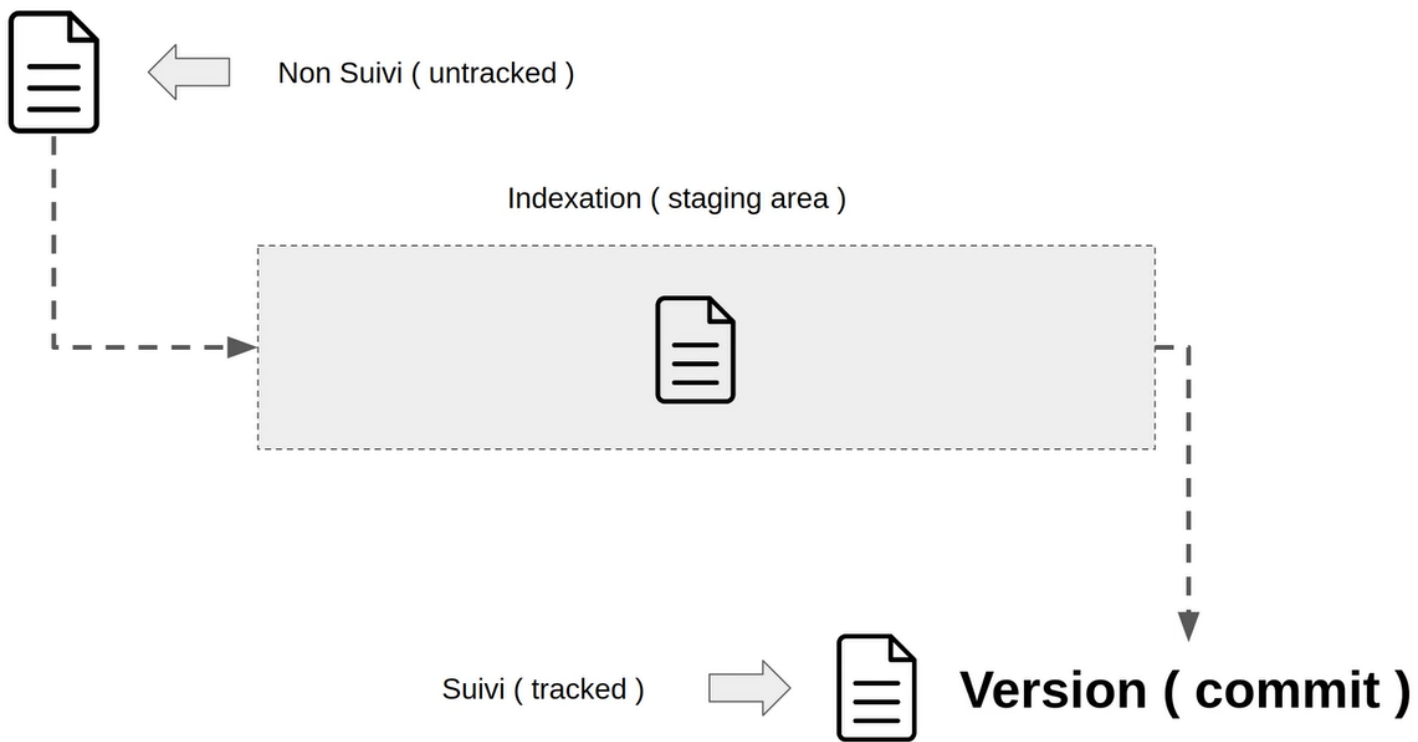 Non Suivi ( untracked )
Indexation ( staging area )
Suivi ( tracked )
Version ( commit )